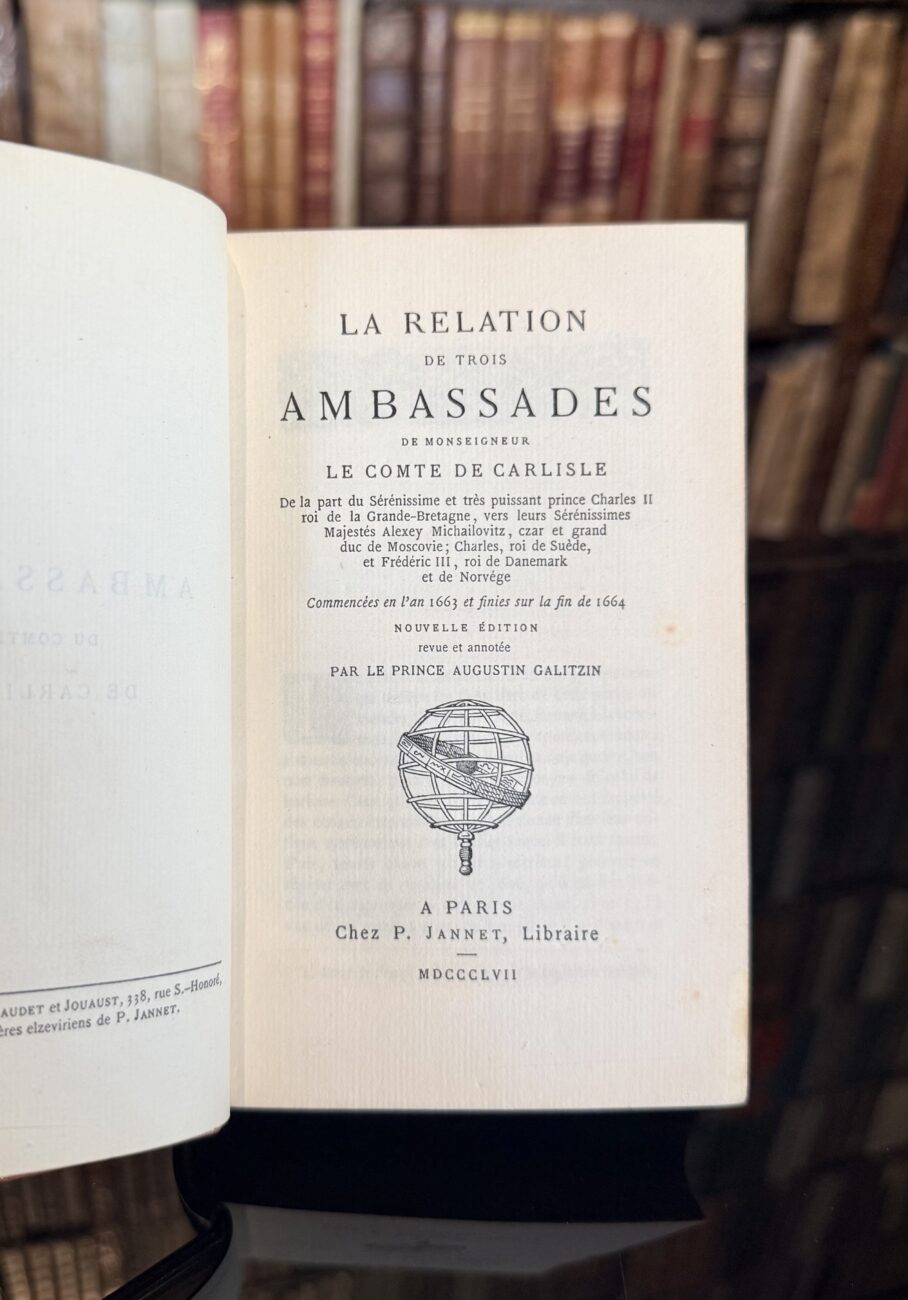 LA RELATION
DE TROIS
AMBASSADES
DE MONSEIGNEUR
LE COMTE DE CARLISLE
De la part du Sérénissime et très puissant prince Charles II
roi de la Grande-Bretagne, vers leurs Sérénissimes
Majestés Alexey Michailovitz, czar et grand
duc de Moscovie; Charles, roi de Suède,
et Frédéric III, roi de Danemark
et de Norvége
Commencées en l'an 1663 et finies sur la fin de 1664
NOUVELLE ÉDITION
revue et annotée
PAR LE PRINCE AUGUSTIN GALITZIN
A PARIS
Chez P. JANNET, Libraire
MDCCCLVII
AUDET et JOUAUST, 338, rue S.-Honoré,
ères elzeviriens de P. JANNET.